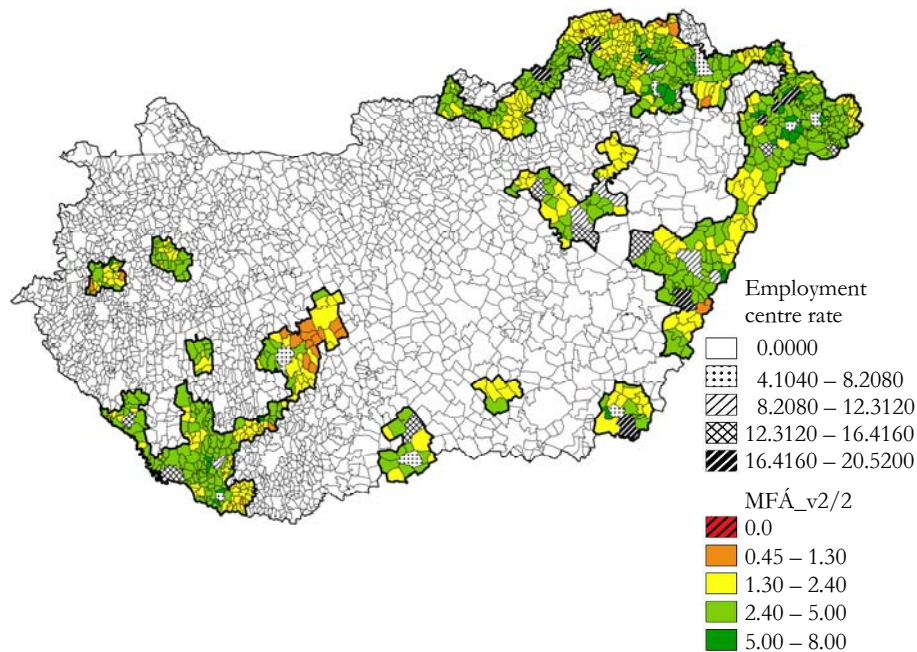 Employment
centre rate
0.0000
4.1040 – 8.2080
8.2080 – 12.3120
12.3120 – 16.4160
16.4160 – 20.5200
MFÁ_v2/2
0.0
0.45 – 1.30
1.30 – 2.40
2.40 – 5.00
5.00 – 8.00